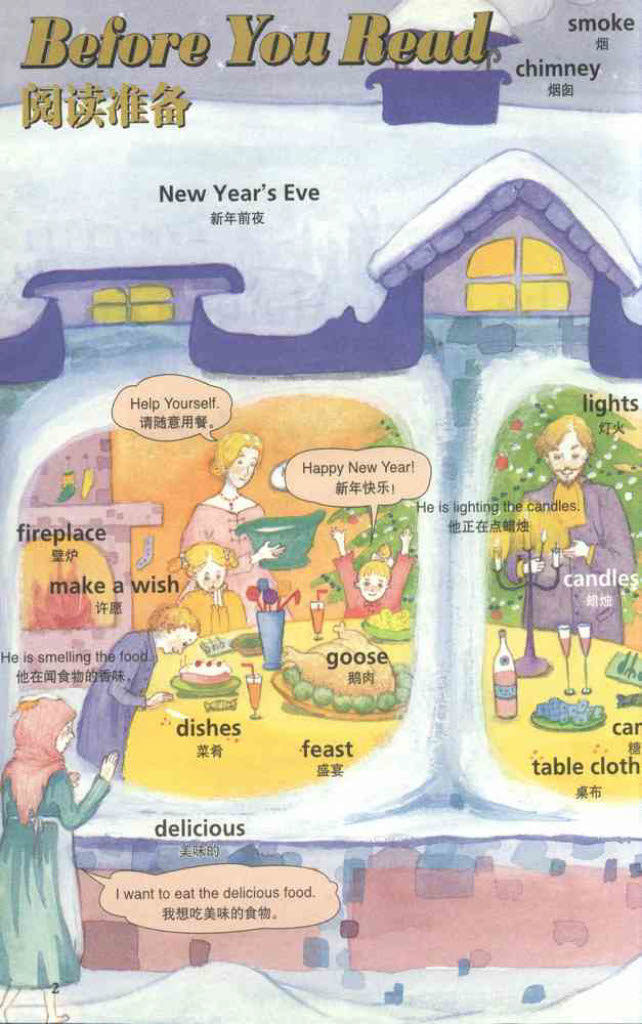 Before You Read
阅读准备
smoke
烟
chimney
烟囱
New Year's Eve
新年前夜
lights
灯火
Help Yourself.
请随意用餐。
Happy New Year!
新年快乐!
He is lighting the candles.
他正在点蜡烛
fireplace
壁炉
make a wish
许愿
candles
蜡烛
He is smelling the food.
他在闻食物的香味。
goose
鹅肉
dishes
菜肴
feast
盛宴
can
糖
table cloth
桌布
delicious
美味的
I want to eat the delicious food.
我想吃美味的食物。
2